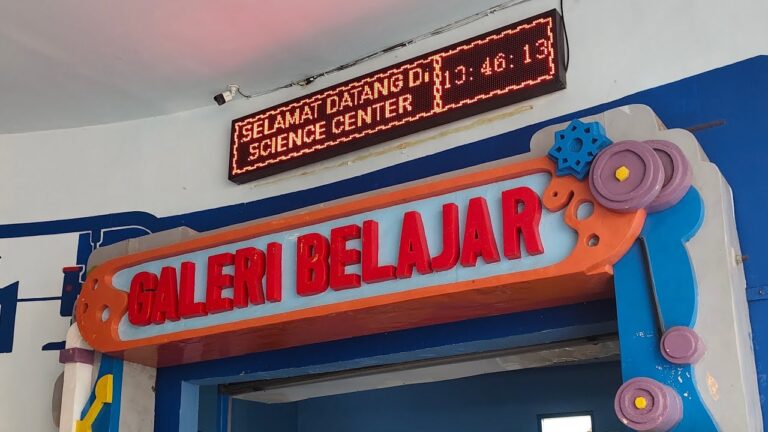 SELAMAT DATANG Di
SCIENCE CENTER
13:46:13
GALERI BELAJAR